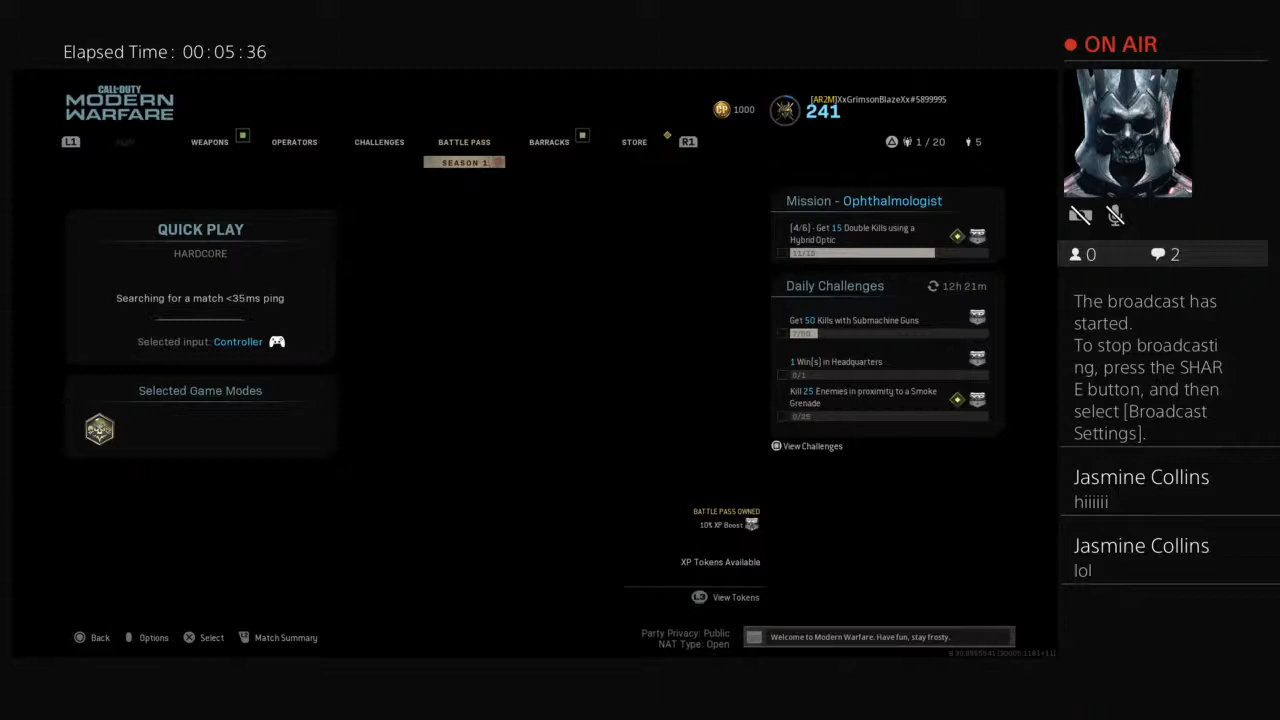 Elapsed Time: 00:05:36
ON AIR
CALL OF DUTY
MODERN
WARFARE
CP 1000
[AR2M]XxGrimsonBlazeXx#5899995
241
L1
WEAPONS
OPERATORS
CHALLENGES
BATTLE PASS
BARRACKS
STORE
R1
1 / 20
5
SEASON 1
QUICK PLAY
HARDCORE
Searching for a match <35ms ping
Selected input: Controller
Selected Game Modes
Mission - Ophthalmologist
(4/6) - Get 15 Double Kills using a
Hybrid Optic
Daily Challenges
12h 21m
Get 50 Kills with Submachine Guns
7/50
1 Win(s) in Headquarters
0/1
Kill 25 Enemies in proximity to a Smoke
Grenade
0/25
View Challenges
BATTLE PASS OWNED
10% XP Boost
XP Tokens Available
L3 View Tokens
Back
Options
Select
Match Summary
Party Privacy: Public
NAT Type: Open
Welcome to Modern Warfare. Have fun, stay frosty.
0
2
The broadcast has
started.
To stop broadcasti
ng, press the SHAR
E button, and then
select [Broadcast
Settings].
Jasmine Collins
hiiiiii
Jasmine Collins
lol